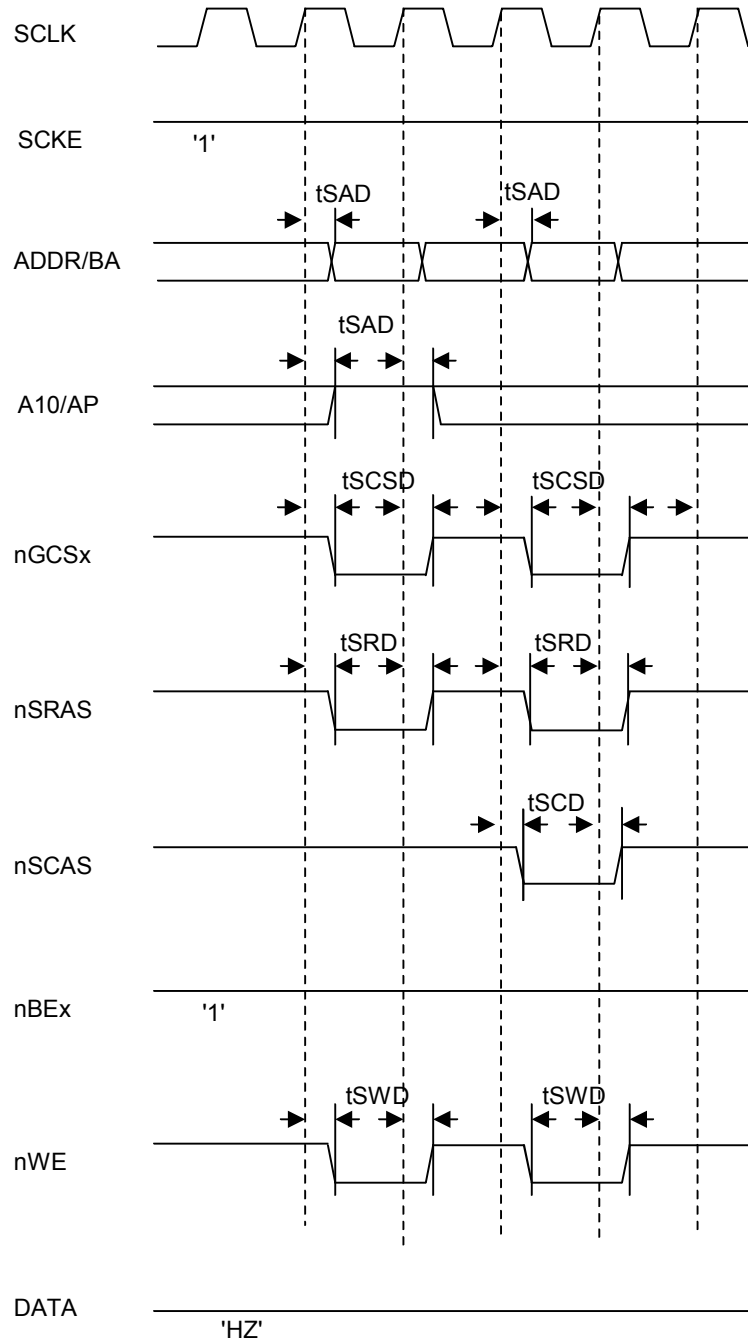 SCLK
SCKE '1'
tSAD tSAD
ADDR/BA
tSAD
A10/AP
tSCSD tSCSD
nGCSx
tSRD tSRD
nSRAS
tSCD
nSCAS
nBEx '1'
tSWD tSWD
nWE
DATA
'HZ'